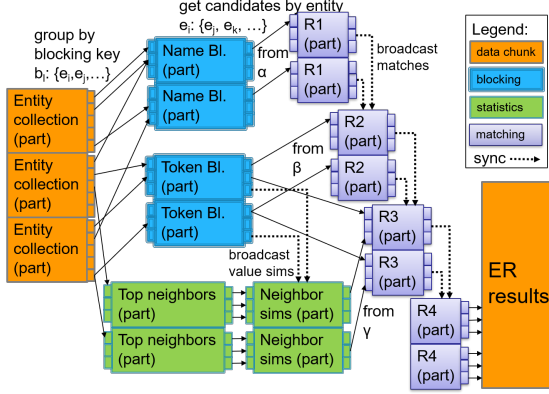 group by
blocking key
bi: {ei,ej,...}
get candidates by entity
ei: {ej, ek, ...}
Entity
collection
(part)
Entity
collection
(part)
Entity
collection
(part)
Name Bl.
(part)
Name Bl.
(part)
Token Bl.
(part)
Token Bl.
(part)
from
α
R1
(part)
R1
(part)
broadcast
matches
from
β
R2
(part)
R2
(part)
R3
(part)
R3
(part)
broadcast
value sims
from
γ
Top neighbors
(part)
Top neighbors
(part)
Neighbor
sims (part)
Neighbor
sims (part)
R4
(part)
R4
(part)
ER
results
Legend:
data chunk
blocking
statistics
matching
sync